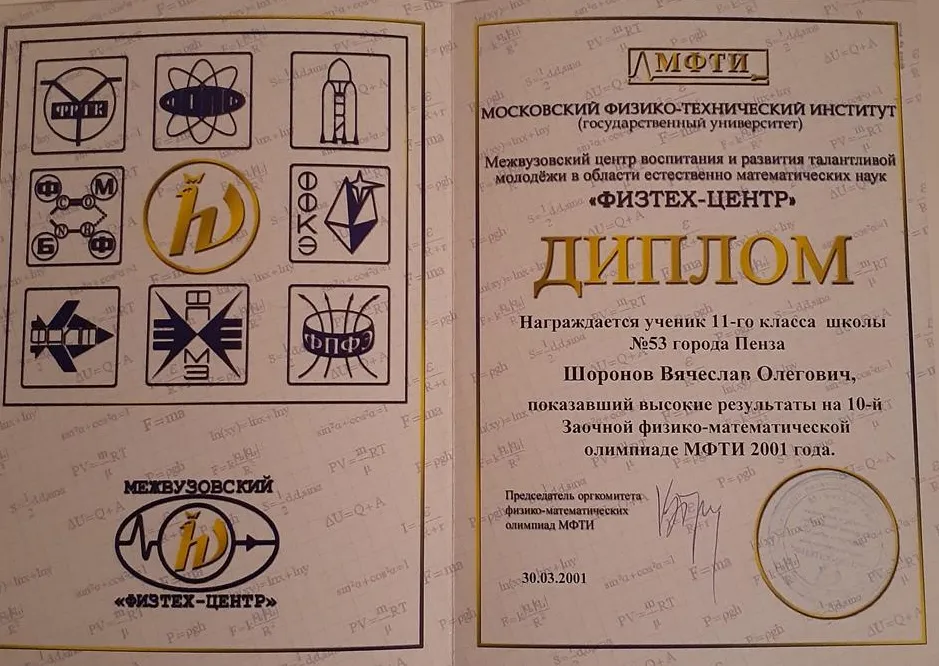 ФРТК
ФОПФ
Ф М
Б Ф
ФФКЭ
ФПФЭ
МЕЖВУЗОВСКИЙ
«ФИЗТЕХ-ЦЕНТР»
МФТИ
МОСКОВСКИЙ ФИЗИКО-ТЕХНИЧЕСКИЙ ИНСТИТУТ
(государственный университет)
Межвузовский центр воспитания и развития талантливой
молодёжи в области естественно математических наук
«ФИЗТЕХ-ЦЕНТР»
ДИПЛОМ
Награждается ученик 11-го класса школы
№53 города Пенза
Шоронов Вячеслав Олегович,
показавший высокие результаты на 10-й
Заочной физико-математической
олимпиаде МФТИ 2001 года.
Председатель оргкомитета
физико-математических
олимпиад МФТИ
30.03.2001